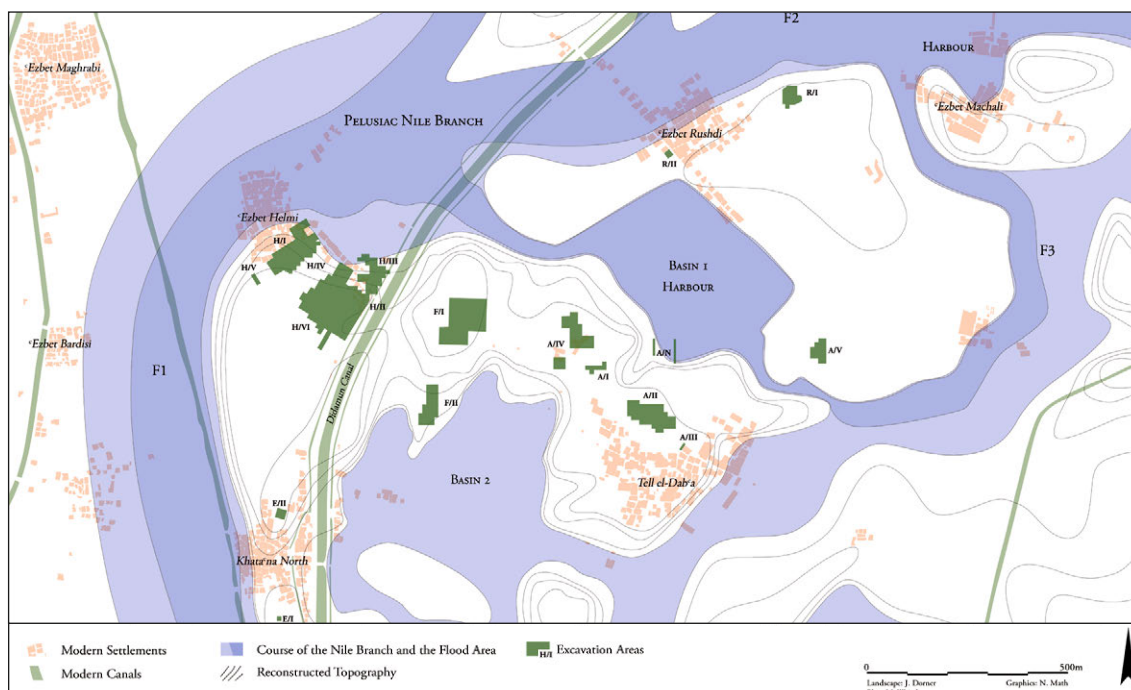 F2
HARBOUR
ʿEzbet Maghrabi
ʿEzbet Machali
R/I
PELUSIAC NILE BRANCH
ʿEzbet Rushdi
R/II
ʿEzbet Helmi
H/I
F3
H/III
H/V
H/IV
BASIN 1
HARBOUR
H/II
F/I
H/VI
ʿEzbet Bardisi
A/IV
A/N
A/V
F1
A/I
Didamun Canal
A/II
F/II
A/III
BASIN 2
Tell el-Dabʿa
E/II
Khataʿna North
E/I
Modern Settlements
Course of the Nile Branch and the Flood Area
H/I
Excavation Areas
Modern Canals
Reconstructed Topography
0
500m
Landscape: J. Dorner
Graphics: N. Math